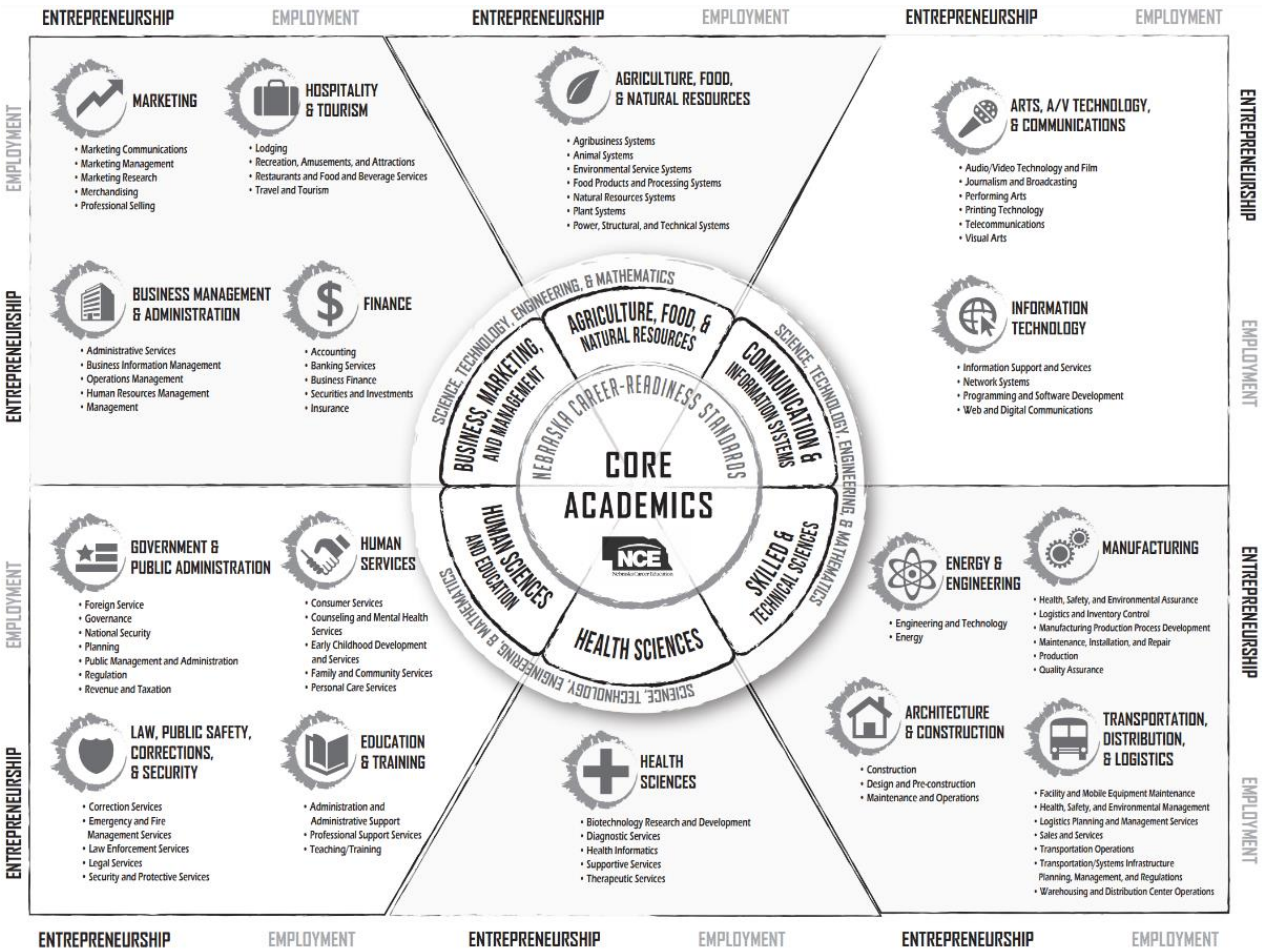 ENTREPRENEURSHIP
EMPLOYMENT
ENTREPRENEURSHIP
EMPLOYMENT
ENTREPRENEURSHIP
EMPLOYMENT
EMPLOYMENT
ENTREPRENEURSHIP
MARKETING
• Marketing Communications
• Marketing Management
• Marketing Research
• Merchandising
• Professional Selling
HOSPITALITY
& TOURISM
• Lodging
• Recreation, Amusements, and Attractions
• Restaurants and Food and Beverage Services
• Travel and Tourism
BUSINESS MANAGEMENT
& ADMINISTRATION
• Administrative Services
• Business Information Management
• Operations Management
• Human Resources Management
• Management
FINANCE
• Accounting
• Banking Services
• Business Finance
• Securities and Investments
• Insurance
AGRICULTURE, FOOD,
& NATURAL RESOURCES
• Agribusiness Systems
• Animal Systems
• Environmental Service Systems
• Food Products and Processing Systems
• Natural Resources Systems
• Plant Systems
• Power, Structural, and Technical Systems
ARTS, A/V TECHNOLOGY,
& COMMUNICATIONS
• Audio/Video Technology and Film
• Journalism and Broadcasting
• Performing Arts
• Printing Technology
• Telecommunications
• Visual Arts
INFORMATION
TECHNOLOGY
• Information Support and Services
• Network Systems
• Programming and Software Development
• Web and Digital Communications
ENTREPRENEURSHIP
EMPLOYMENT
SCIENCE, TECHNOLOGY, ENGINEERING, & MATHEMATICS
SCIENCE, TECHNOLOGY, ENGINEERING, & MATHEMATICS
SCIENCE, TECHNOLOGY, ENGINEERING, & MATHEMATICS
AGRICULTURE, FOOD, &
NATURAL RESOURCES
COMMUNICATION &
INFORMATION SYSTEMS
SKILLED &
TECHNICAL SCIENCES
HEALTH SCIENCES
HUMAN SCIENCES
AND EDUCATION
BUSINESS, MARKETING,
AND MANAGEMENT
NEBRASKA CAREER-READINESS STANDARDS
CORE
ACADEMICS
NCE
Nebraska Career Education
EMPLOYMENT
ENTREPRENEURSHIP
GOVERNMENT &
PUBLIC ADMINISTRATION
• Foreign Service
• Governance
• National Security
• Planning
• Public Management and Administration
• Regulation
• Revenue and Taxation
HUMAN
SERVICES
• Consumer Services
• Counseling and Mental Health
Services
• Early Childhood Development
and Services
• Family and Community Services
• Personal Care Services
LAW, PUBLIC SAFETY,
CORRECTIONS,
& SECURITY
• Correction Services
• Emergency and Fire
Management Services
• Law Enforcement Services
• Legal Services
• Security and Protective Services
EDUCATION
& TRAINING
• Administration and
Administrative Support
• Professional Support Services
• Teaching/Training
HEALTH
SCIENCES
• Biotechnology Research and Development
• Diagnostic Services
• Health Informatics
• Supportive Services
• Therapeutic Services
ENERGY &
ENGINEERING
• Engineering and Technology
• Energy
MANUFACTURING
• Health, Safety, and Environmental Assurance
• Logistics and Inventory Control
• Manufacturing Production Process Development
• Maintenance, Installation, and Repair
• Production
• Quality Assurance
ARCHITECTURE
& CONSTRUCTION
• Construction
• Design and Pre-construction
• Maintenance and Operations
TRANSPORTATION,
DISTRIBUTION,
& LOGISTICS
• Facility and Mobile Equipment Maintenance
• Health, Safety, and Environmental Management
• Logistics Planning and Management Services
• Sales and Services
• Transportation Operations
• Transportation/Systems Infrastructure
Planning, Management, and Regulations
• Warehousing and Distribution Center Operations
ENTREPRENEURSHIP
EMPLOYMENT
ENTREPRENEURSHIP
EMPLOYMENT
ENTREPRENEURSHIP
EMPLOYMENT
ENTREPRENEURSHIP
EMPLOYMENT